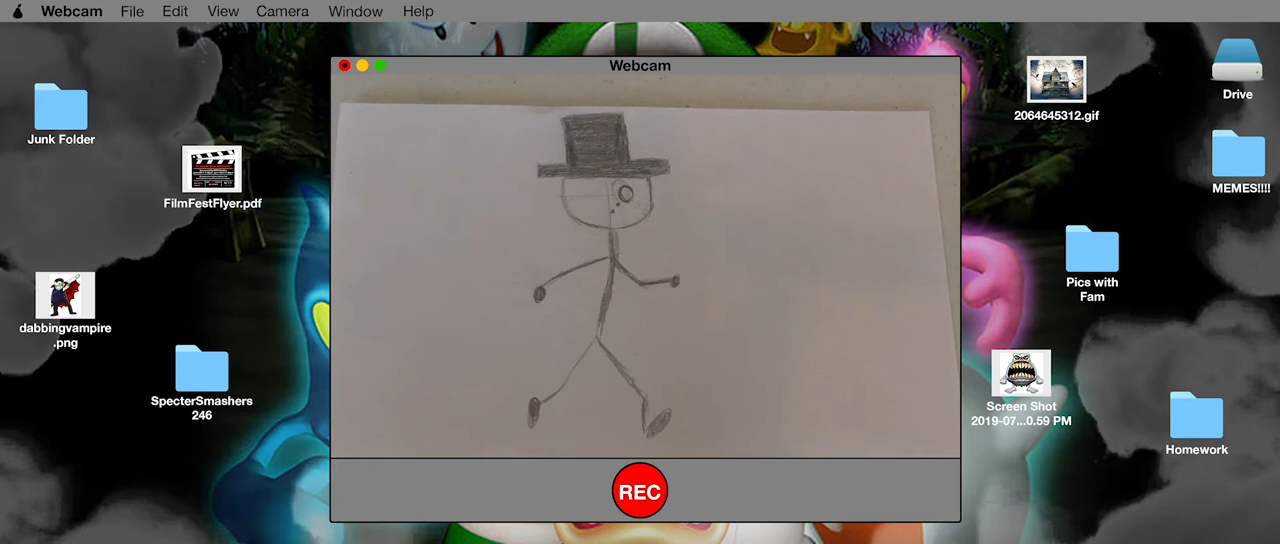 Webcam File Edit View Camera Window Help
Webcam
Junk Folder
FilmFestFlyer.pdf
dabbingvampire
.png
SpecterSmashers
246
2064645312.gif
Drive
MEMES!!!!
Pics with
Fam
Screen Shot
2019-07...0.59 PM
Homework
REC